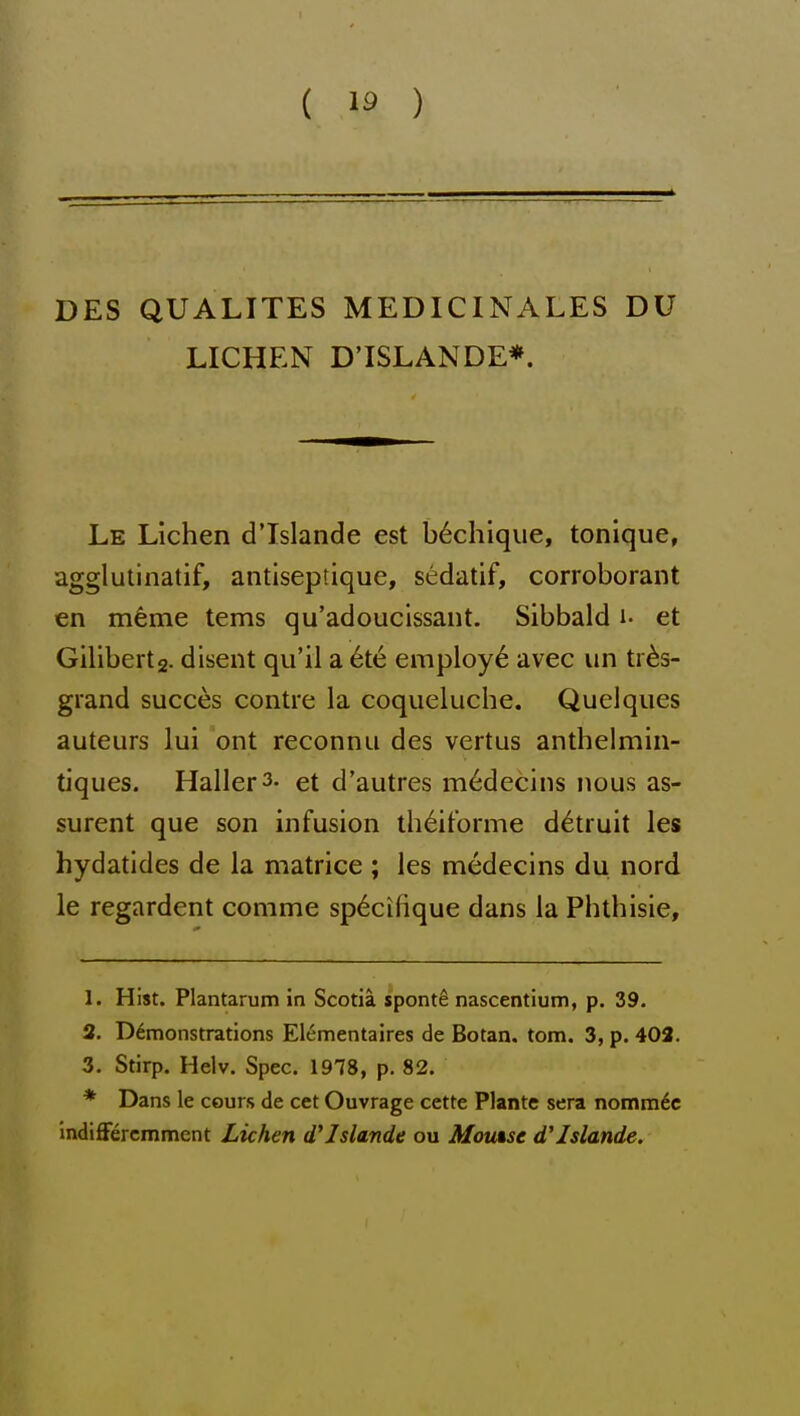 ( 19 )
DES QUALITES MEDICINALES DU
LICHEN D'ISLANDE*.
LE Lichen d'Islande est béchique, tonique,
agglutinatif, antiseptique, sédatif, corroborant
en même tems qu'adoucissant. Sibbald 1. et
Gilibert2. disent qu'il a été employé avec un très-
grand succès contre la coqueluche. Quelques
auteurs lui ont reconnu des vertus anthelmin-
tiques. Haller 3. et d'autres médecins nous as-
surent que son infusion théiforme détruit les
hydatides de la matrice ; les médecins du nord
le regardent comme spécifique dans la Phthisie,
1. Hist. Plantarum in Scotiâ spontê nascentium, p. 39.
2. Démonstrations Elémentaires de Botan. tom. 3, p. 402.
3. Stirp. Helv. Spec. 1978, p. 82.
* Dans le cours de cet Ouvrage cette Plante sera nommée
indifféremment Lichen d'Islande ou Mousse d'Islande.